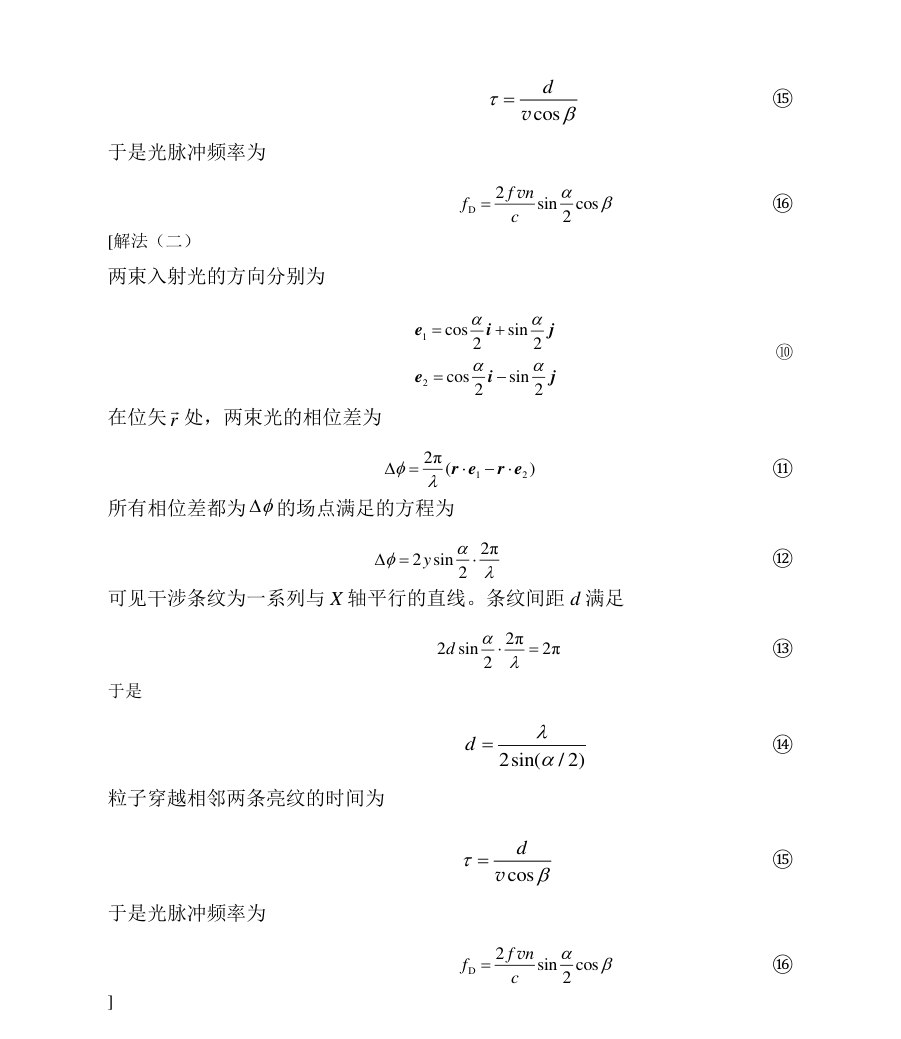 τ = d / (v cos β) ⑮
于是光脉冲频率为
f_D = (2fvn / c) sin (α/2) cos β ⑯
[解法（二）
两束入射光的方向分别为
e₁ = cos (α/2) i + sin (α/2) j
⑩
e₂ = cos (α/2) i − sin (α/2) j
在位矢 r⃗ 处，两束光的相位差为
Δϕ = (2π/λ) (r · e₁ − r · e₂) ⑪
所有相位差都为 Δϕ 的场点满足的方程为
Δϕ = 2y sin (α/2) · (2π/λ) ⑫
可见干涉条纹为一系列与 X 轴平行的直线。条纹间距 d 满足
2d sin (α/2) · (2π/λ) = 2π ⑬
于是
d = λ / (2 sin(α / 2)) ⑭
粒子穿越相邻两条亮纹的时间为
τ = d / (v cos β) ⑮
于是光脉冲频率为
f_D = (2fvn / c) sin (α/2) cos β ⑯
]